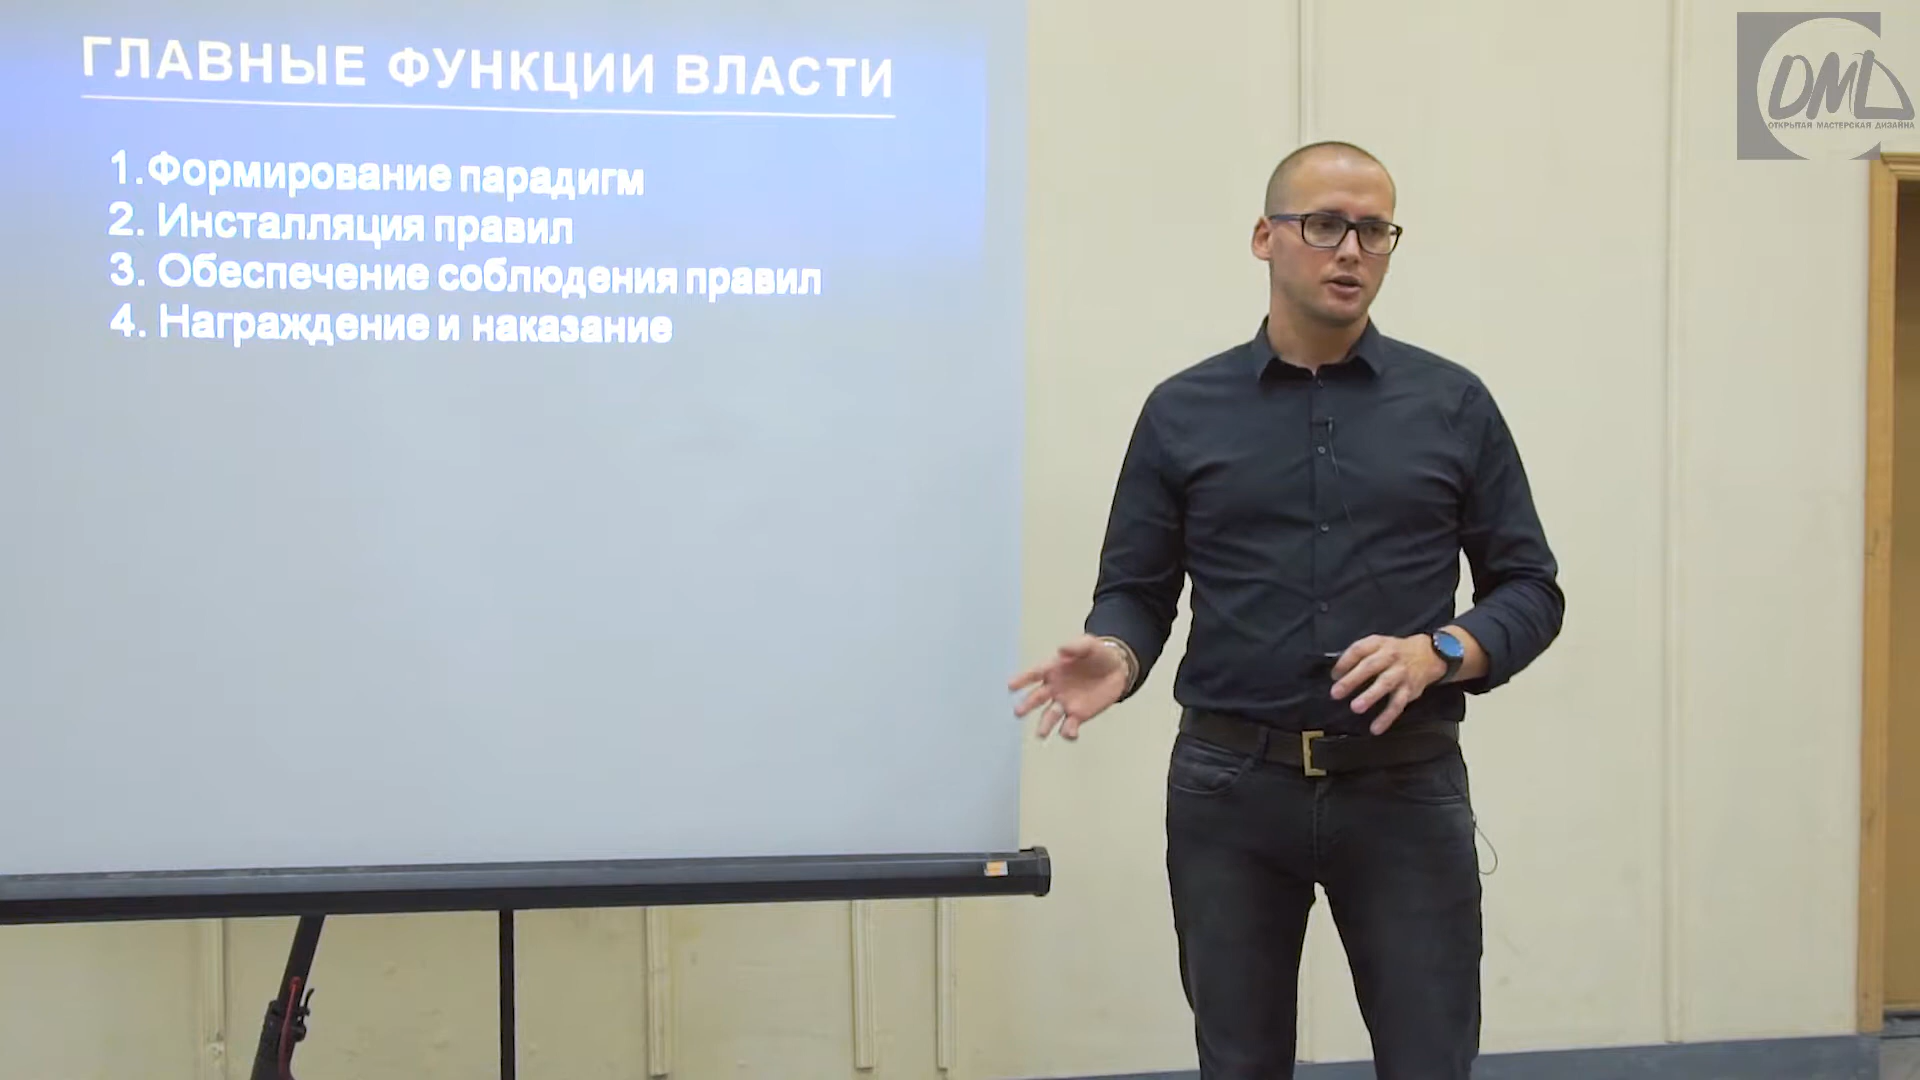 ГЛАВНЫЕ ФУНКЦИИ ВЛАСТИ
1.Формирование парадигм
2. Инсталляция правил
3. Обеспечение соблюдения правил
4. Награждение и наказание
DMD
ОТКРЫТАЯ МАСТЕРСКАЯ ДИЗАЙНА